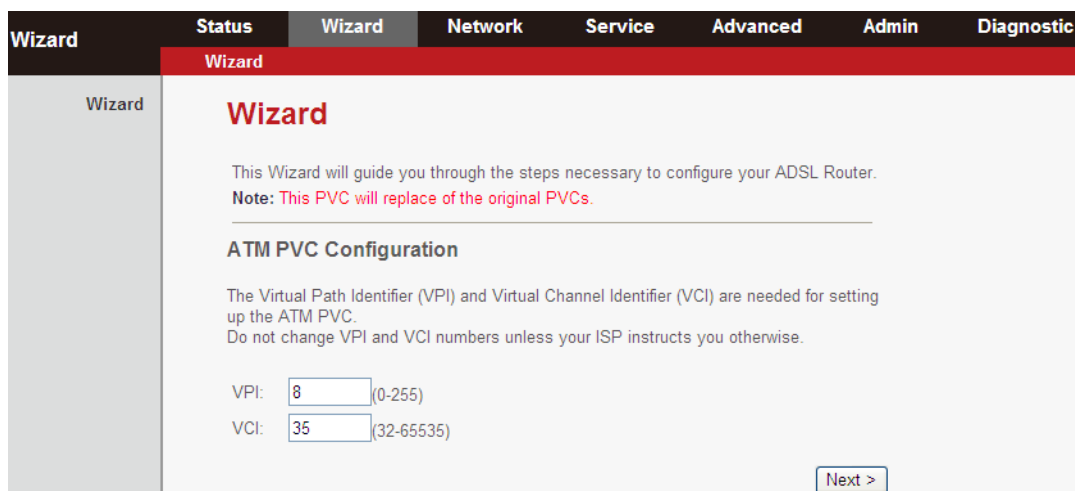 Wizard
Status Wizard Network Service Advanced Admin Diagnostic
Wizard
Wizard
Wizard
This Wizard will guide you through the steps necessary to configure your ADSL Router.
Note: This PVC will replace of the original PVCs.
ATM PVC Configuration
The Virtual Path Identifier (VPI) and Virtual Channel Identifier (VCI) are needed for setting
up the ATM PVC.
Do not change VPI and VCI numbers unless your ISP instructs you otherwise.
VPI: 8 (0-255)
VCI: 35 (32-65535)
Next >